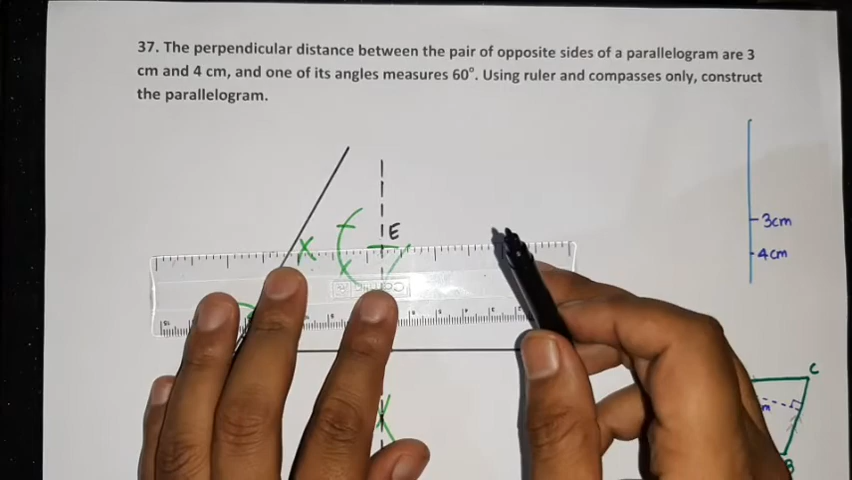 37. The perpendicular distance between the pair of opposite sides of a parallelogram are 3
cm and 4 cm, and one of its angles measures 60°. Using ruler and compasses only, construct
the parallelogram.
E
3cm
4cm
C
m
B